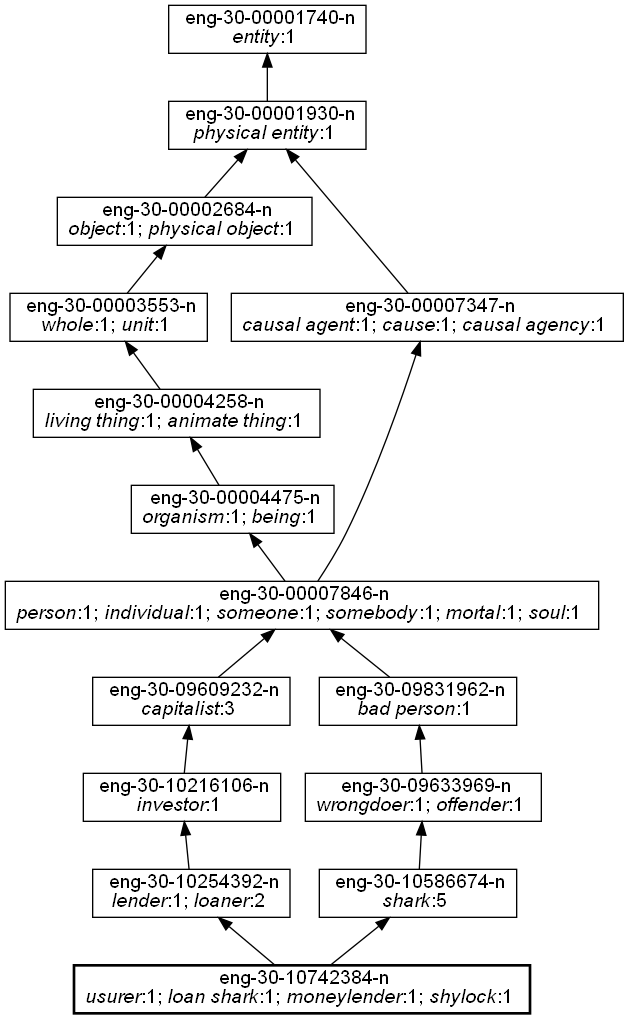 eng-30-00001740-n
entity:1
eng-30-00001930-n
physical entity:1
eng-30-00002684-n
object:1; physical object:1
eng-30-00003553-n
whole:1; unit:1
eng-30-00007347-n
causal agent:1; cause:1; causal agency:1
eng-30-00004258-n
living thing:1; animate thing:1
eng-30-00004475-n
organism:1; being:1
eng-30-00007846-n
person:1; individual:1; someone:1; somebody:1; mortal:1; soul:1
eng-30-09609232-n
capitalist:3
eng-30-09831962-n
bad person:1
eng-30-10216106-n
investor:1
eng-30-09633969-n
wrongdoer:1; offender:1
eng-30-10254392-n
lender:1; loaner:2
eng-30-10586674-n
shark:5
eng-30-10742384-n
usurer:1; loan shark:1; moneylender:1; shylock:1